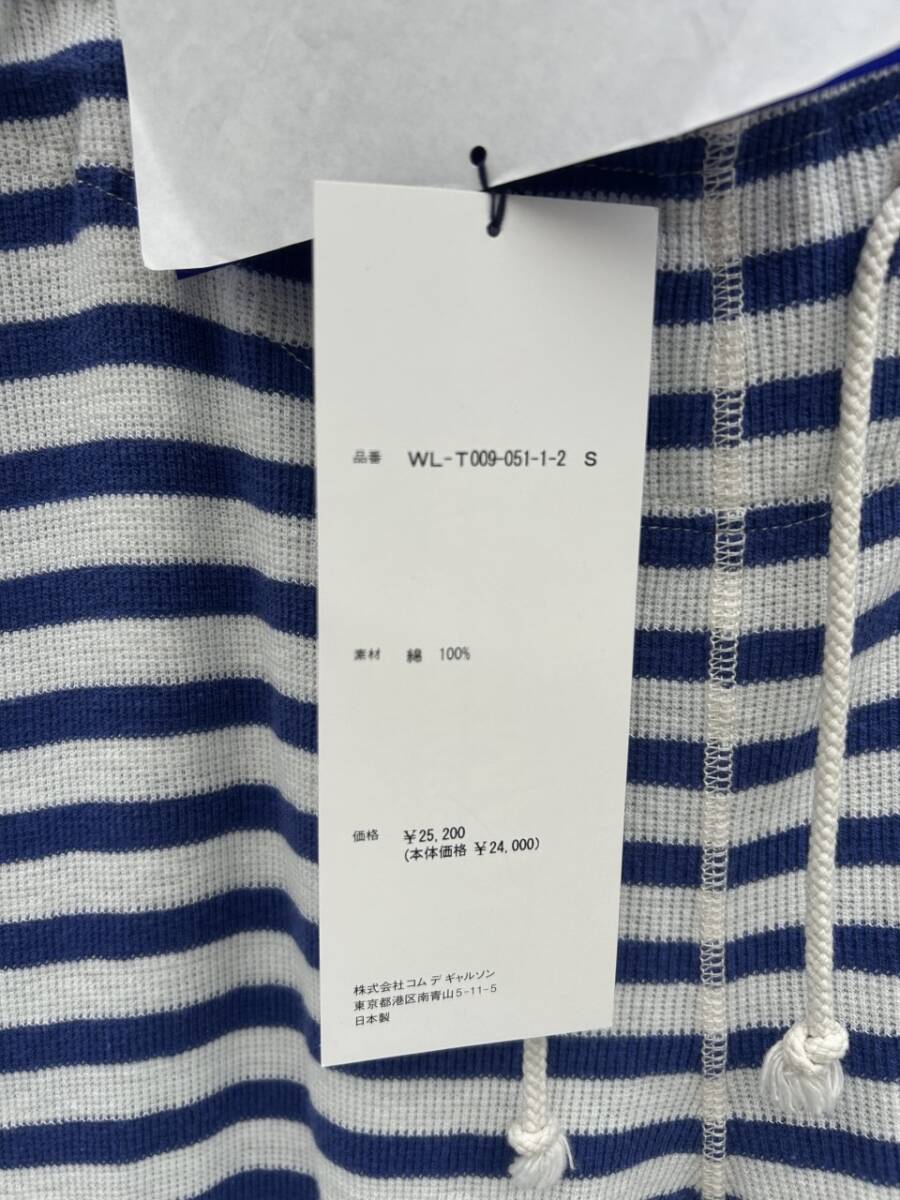 品番 WL-T009-051-1-2 S
素材 綿 100%
価格 ¥25,200
(本体価格 ¥24,000)
株式会社コム デ ギャルソン
東京都港区南青山5-11-5
日本製